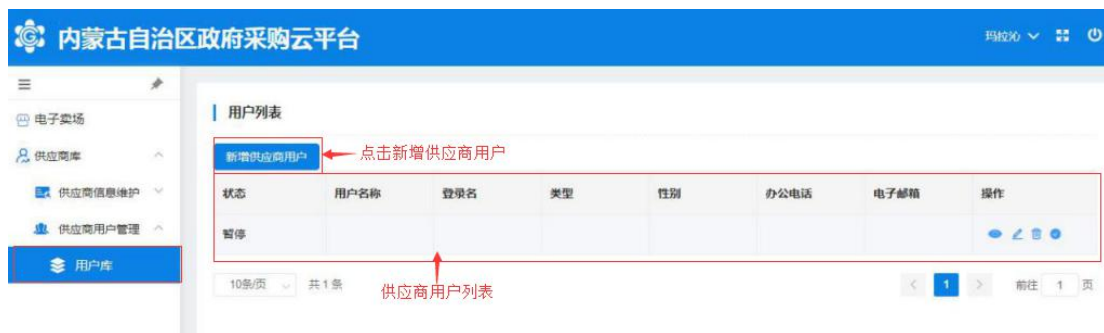 内蒙古自治区政府采购云平台
玛拉沁
电子卖场
供应商库
供应商信息维护
供应商用户管理
用户库
用户列表
新增供应商用户
点击新增供应商用户
状态 用户名称 登录名 类型 性别 办公电话 电子邮箱 操作
暂停
10条/页 共1条
供应商用户列表
1
前往 1 页